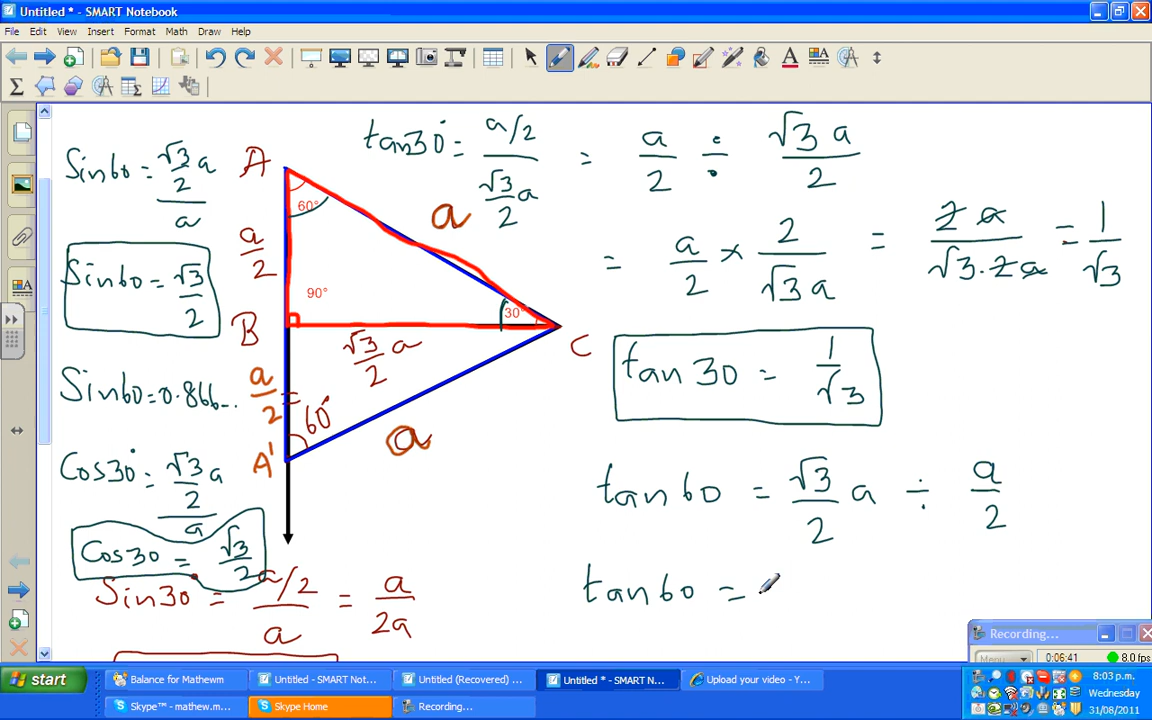 Untitled * - SMART Notebook
File Edit View Insert Format Math Draw Help
Sin60 = √3/2 a / a
Sin60 = √3/2
Sin60=0.866..
Cos30° = √3/2 a / a
Cos30 = √3/2
Sin30 = a/2 / a = a/2a
A
60°
a/2
a
90°
B
30°
C
√3/2 a
a/2 =
60°
A'
a
tan30° = a/2 / √3/2 a = a/2 ÷ √3 a/2
= a/2 × 2/√3 a = 2 a/√3.2a = 1/√3
tan 30 = 1/√3
tan60 = √3/2 a ÷ a/2
tan60 =
Recording...
Menu
0:06:41
8.0 fps
start
Balance for Mathewm
Untitled - SMART Not...
Untitled (Recovered) ...
Untitled * - SMART N...
Upload your video - Y...
Skype™ - mathew.m...
Skype Home
Recording...
8:03 p.m.
Wednesday
31/08/2011